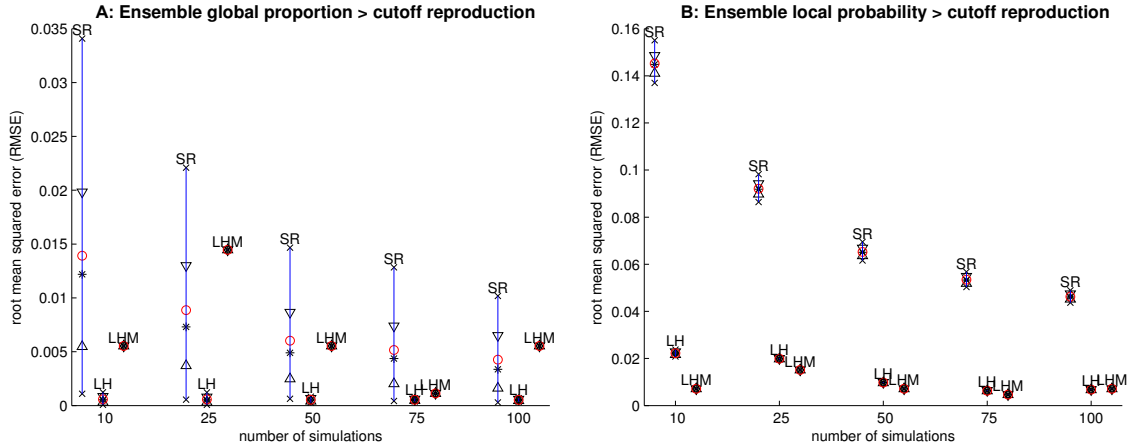 A: Ensemble global proportion > cutoff reproduction
root mean squared error (RMSE)
0.035
0.03
0.025
0.02
0.015
0.01
0.005
0
SR
LH
LHM
SR
LH
LHM
SR
LH
LHM
SR
LH
LHM
SR
LH
LHM
10
25
50
75
100
number of simulations
B: Ensemble local probability > cutoff reproduction
root mean squared error (RMSE)
0.16
0.14
0.12
0.1
0.08
0.06
0.04
0.02
0
SR
LH
LHM
SR
LH
LHM
SR
LH
LHM
SR
LH
LHM
SR
LH
LHM
10
25
50
75
100
number of simulations